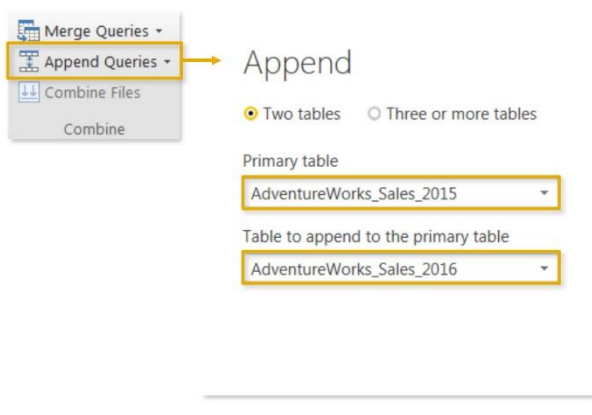 Merge Queries
Append Queries
Combine Files
Combine
Append
Two tables Three or more tables
Primary table
AdventureWorks_Sales_2015
Table to append to the primary table
AdventureWorks_Sales_2016